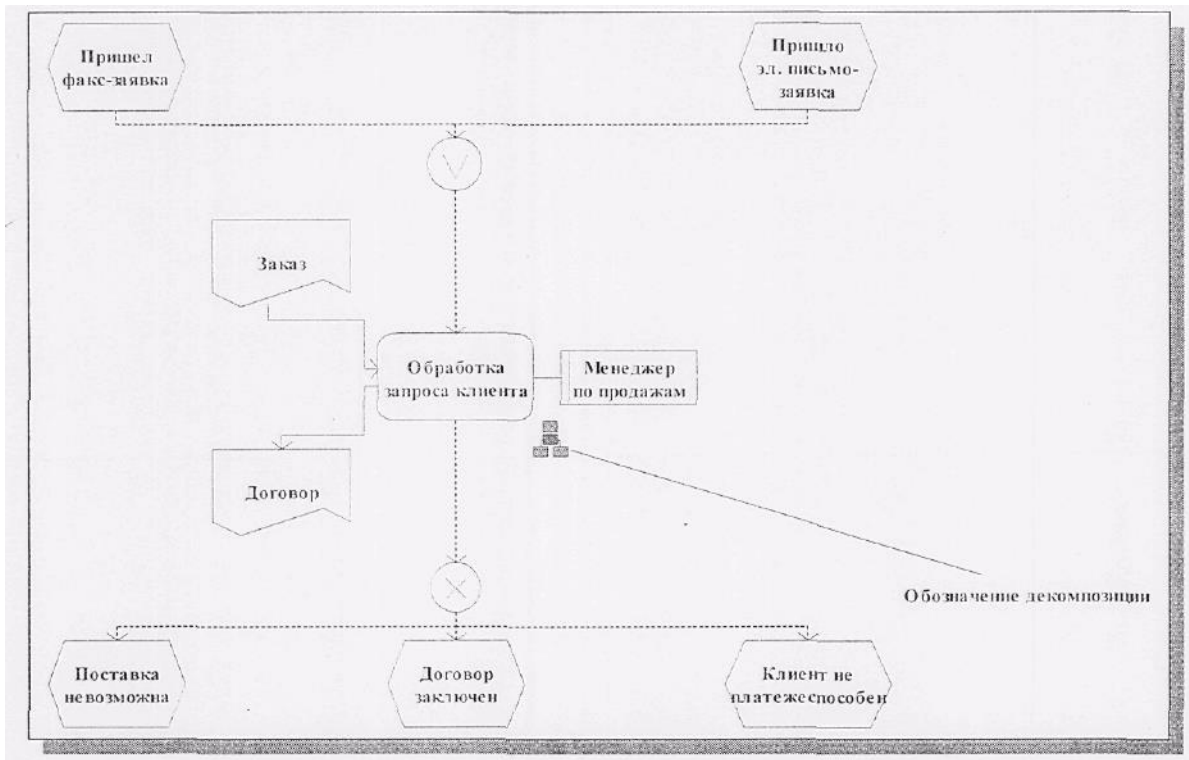 Пришел
факс-заявка
Пришло
эл. письмо-
заявка
Заказ
Обработка
запроса клиента
Менеджер
по продажам
Договор
Обозначение декомпозиции
Поставка
невозможна
Договор
заключен
Клиент не
платежеспособен